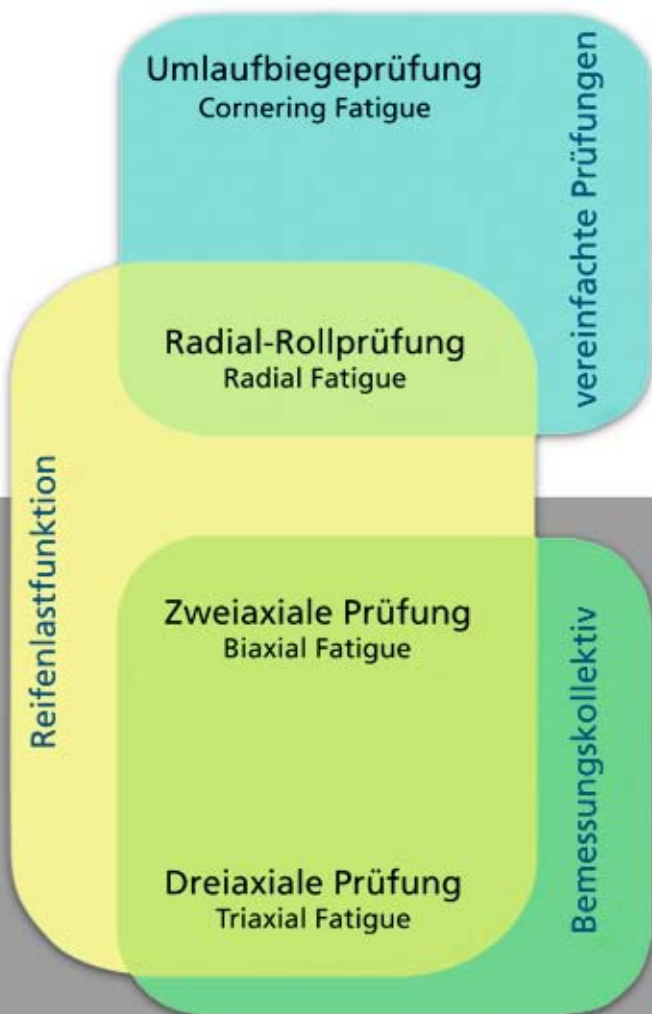 Umlaufbiegeprüfung
Cornering Fatigue
vereinfachte Prüfungen
Radial-Rollprüfung
Radial Fatigue
Reifenlastfunktion
Zweiaxiale Prüfung
Biaxial Fatigue
Bemessungskollektiv
Dreiaxiale Prüfung
Triaxial Fatigue